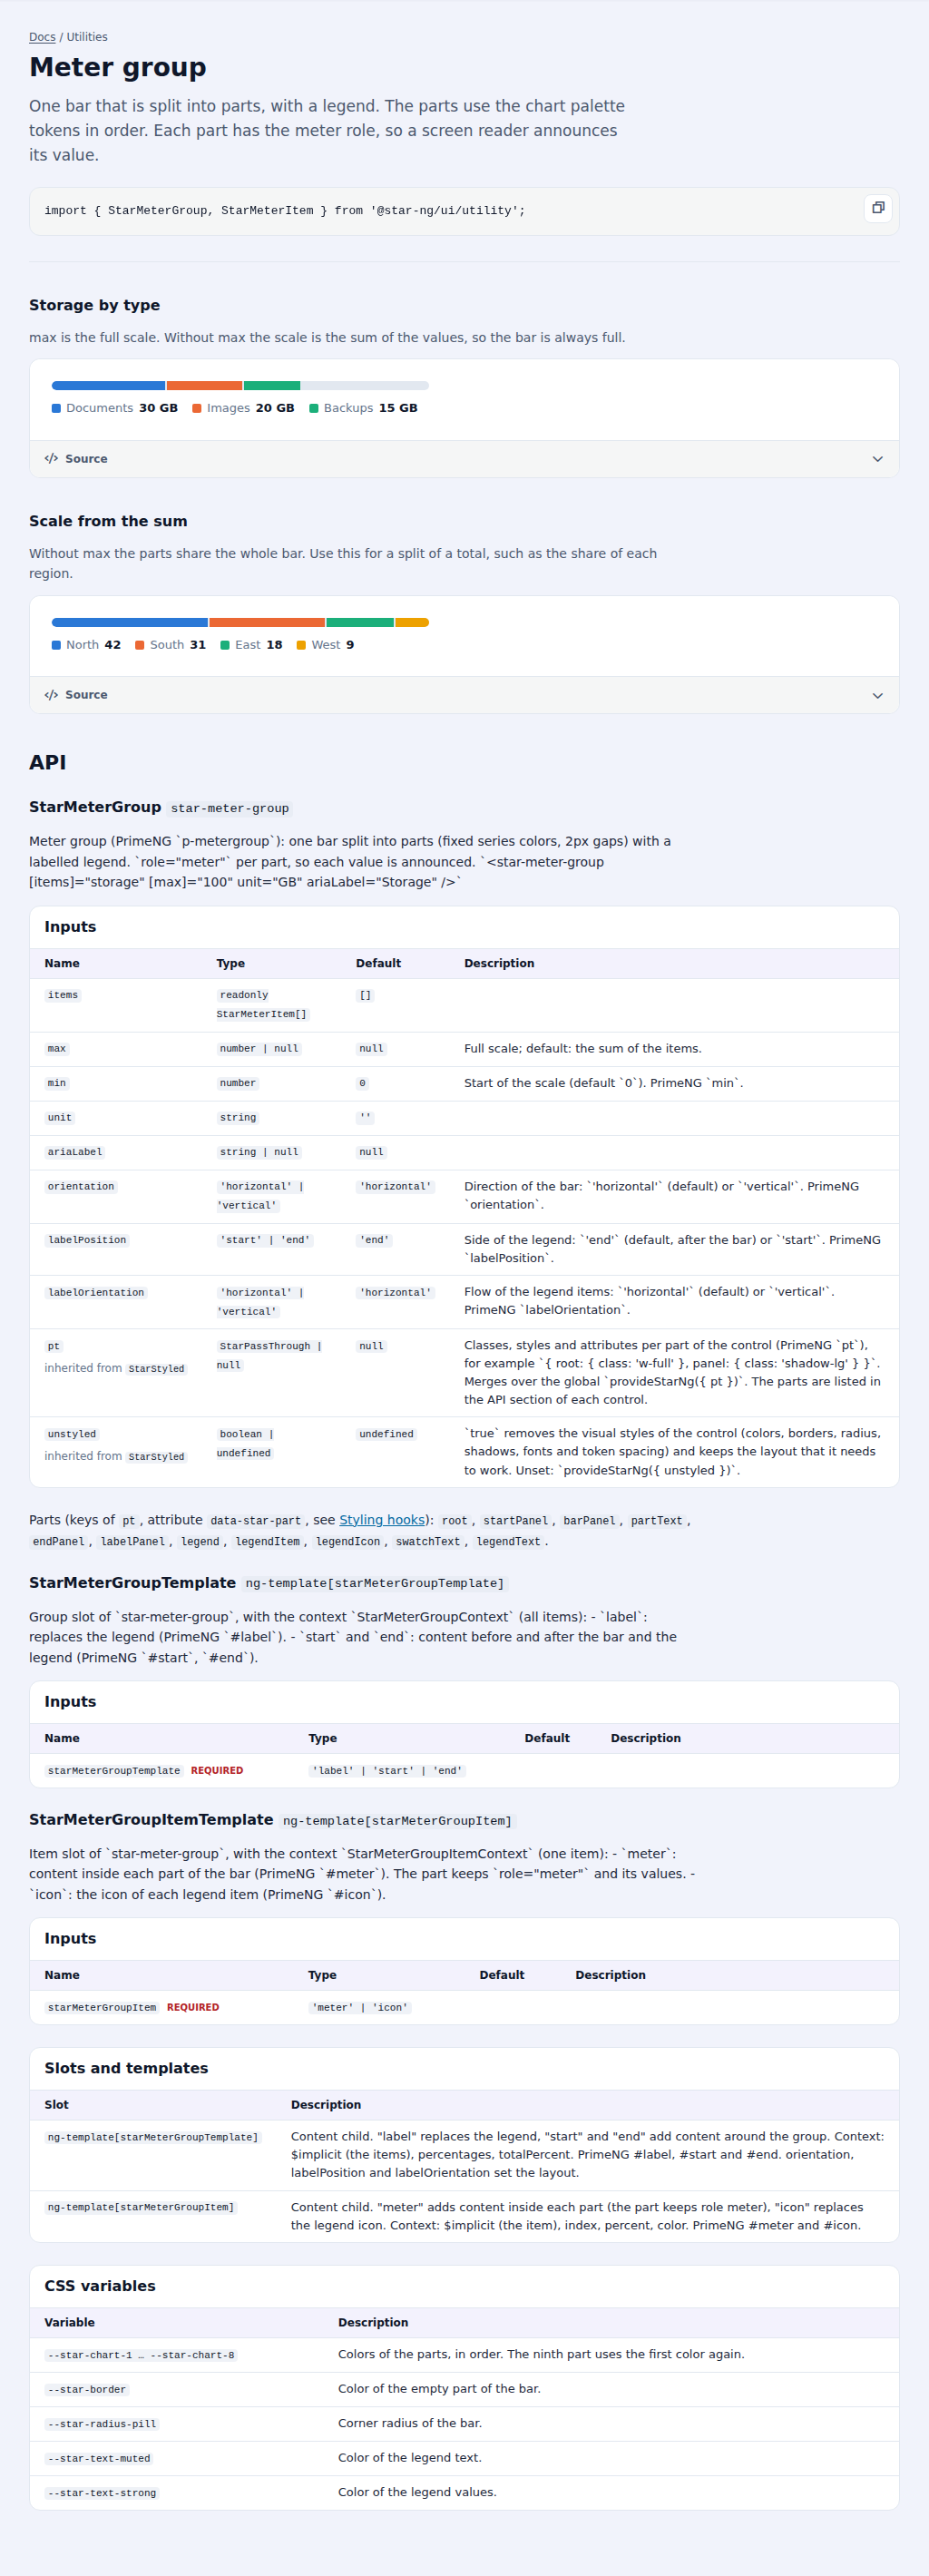 Docs / Utilities
Meter group
One bar that is split into parts, with a legend. The parts use the chart palette
tokens in order. Each part has the meter role, so a screen reader announces
its value.
import { StarMeterGroup, StarMeterItem } from '@star-ng/ui/utility';
Storage by type
max is the full scale. Without max the scale is the sum of the values, so the bar is always full.
Documents 30 GB Images 20 GB Backups 15 GB
</> Source
Scale from the sum
Without max the parts share the whole bar. Use this for a split of a total, such as the share of each
region.
North 42 South 31 East 18 West 9
</> Source
API
StarMeterGroup star-meter-group
Meter group (PrimeNG `p-metergroup`): one bar split into parts (fixed series colors, 2px gaps) with a
labelled legend. `role="meter"` per part, so each value is announced. `<star-meter-group
[items]="storage" [max]="100" unit="GB" ariaLabel="Storage" />`
Inputs
Name Type Default Description
items readonly []
StarMeterItem[]
max number | null null Full scale; default: the sum of the items.
min number 0 Start of the scale (default `0`). PrimeNG `min`.
unit string ''
ariaLabel string | null null
orientation 'horizontal' | 'horizontal' Direction of the bar: `'horizontal'` (default) or `'vertical'`. PrimeNG
'vertical' `orientation`.
labelPosition 'start' | 'end' 'end' Side of the legend: `'end'` (default, after the bar) or `'start'`. PrimeNG
`labelPosition`.
labelOrientation 'horizontal' | 'horizontal' Flow of the legend items: `'horizontal'` (default) or `'vertical'`.
'vertical' PrimeNG `labelOrientation`.
pt StarPassThrough | null Classes, styles and attributes per part of the control (PrimeNG `pt`),
inherited from StarStyled null for example `{ root: { class: 'w-full' }, panel: { class: 'shadow-lg' } }`.
Merges over the global `provideStarNg({ pt })`. The parts are listed in
the API section of each control.
unstyled boolean | undefined `true` removes the visual styles of the control (colors, borders, radius,
inherited from StarStyled undefined shadows, fonts and token spacing) and keeps the layout that it needs
to work. Unset: `provideStarNg({ unstyled })`.
Parts (keys of pt, attribute data-star-part, see Styling hooks): root, startPanel, barPanel, partText,
endPanel, labelPanel, legend, legendItem, legendIcon, swatchText, legendText.
StarMeterGroupTemplate ng-template[starMeterGroupTemplate]
Group slot of `star-meter-group`, with the context `StarMeterGroupContext` (all items): - `label`:
replaces the legend (PrimeNG `#label`). - `start` and `end`: content before and after the bar and the
legend (PrimeNG `#start`, `#end`).
Inputs
Name Type Default Description
starMeterGroupTemplate REQUIRED 'label' | 'start' | 'end'
StarMeterGroupItemTemplate ng-template[starMeterGroupItem]
Item slot of `star-meter-group`, with the context `StarMeterGroupItemContext` (one item): - `meter`:
content inside each part of the bar (PrimeNG `#meter`). The part keeps `role="meter"` and its values. -
`icon`: the icon of each legend item (PrimeNG `#icon`).
Inputs
Name Type Default Description
starMeterGroupItem REQUIRED 'meter' | 'icon'
Slots and templates
Slot Description
ng-template[starMeterGroupTemplate] Content child. "label" replaces the legend, "start" and "end" add content around the group. Context:
$implicit (the items), percentages, totalPercent. PrimeNG #label, #start and #end. orientation,
labelPosition and labelOrientation set the layout.
ng-template[starMeterGroupItem] Content child. "meter" adds content inside each part (the part keeps role meter), "icon" replaces
the legend icon. Context: $implicit (the item), index, percent, color. PrimeNG #meter and #icon.
CSS variables
Variable Description
--star-chart-1 … --star-chart-8 Colors of the parts, in order. The ninth part uses the first color again.
--star-border Color of the empty part of the bar.
--star-radius-pill Corner radius of the bar.
--star-text-muted Color of the legend text.
--star-text-strong Color of the legend values.